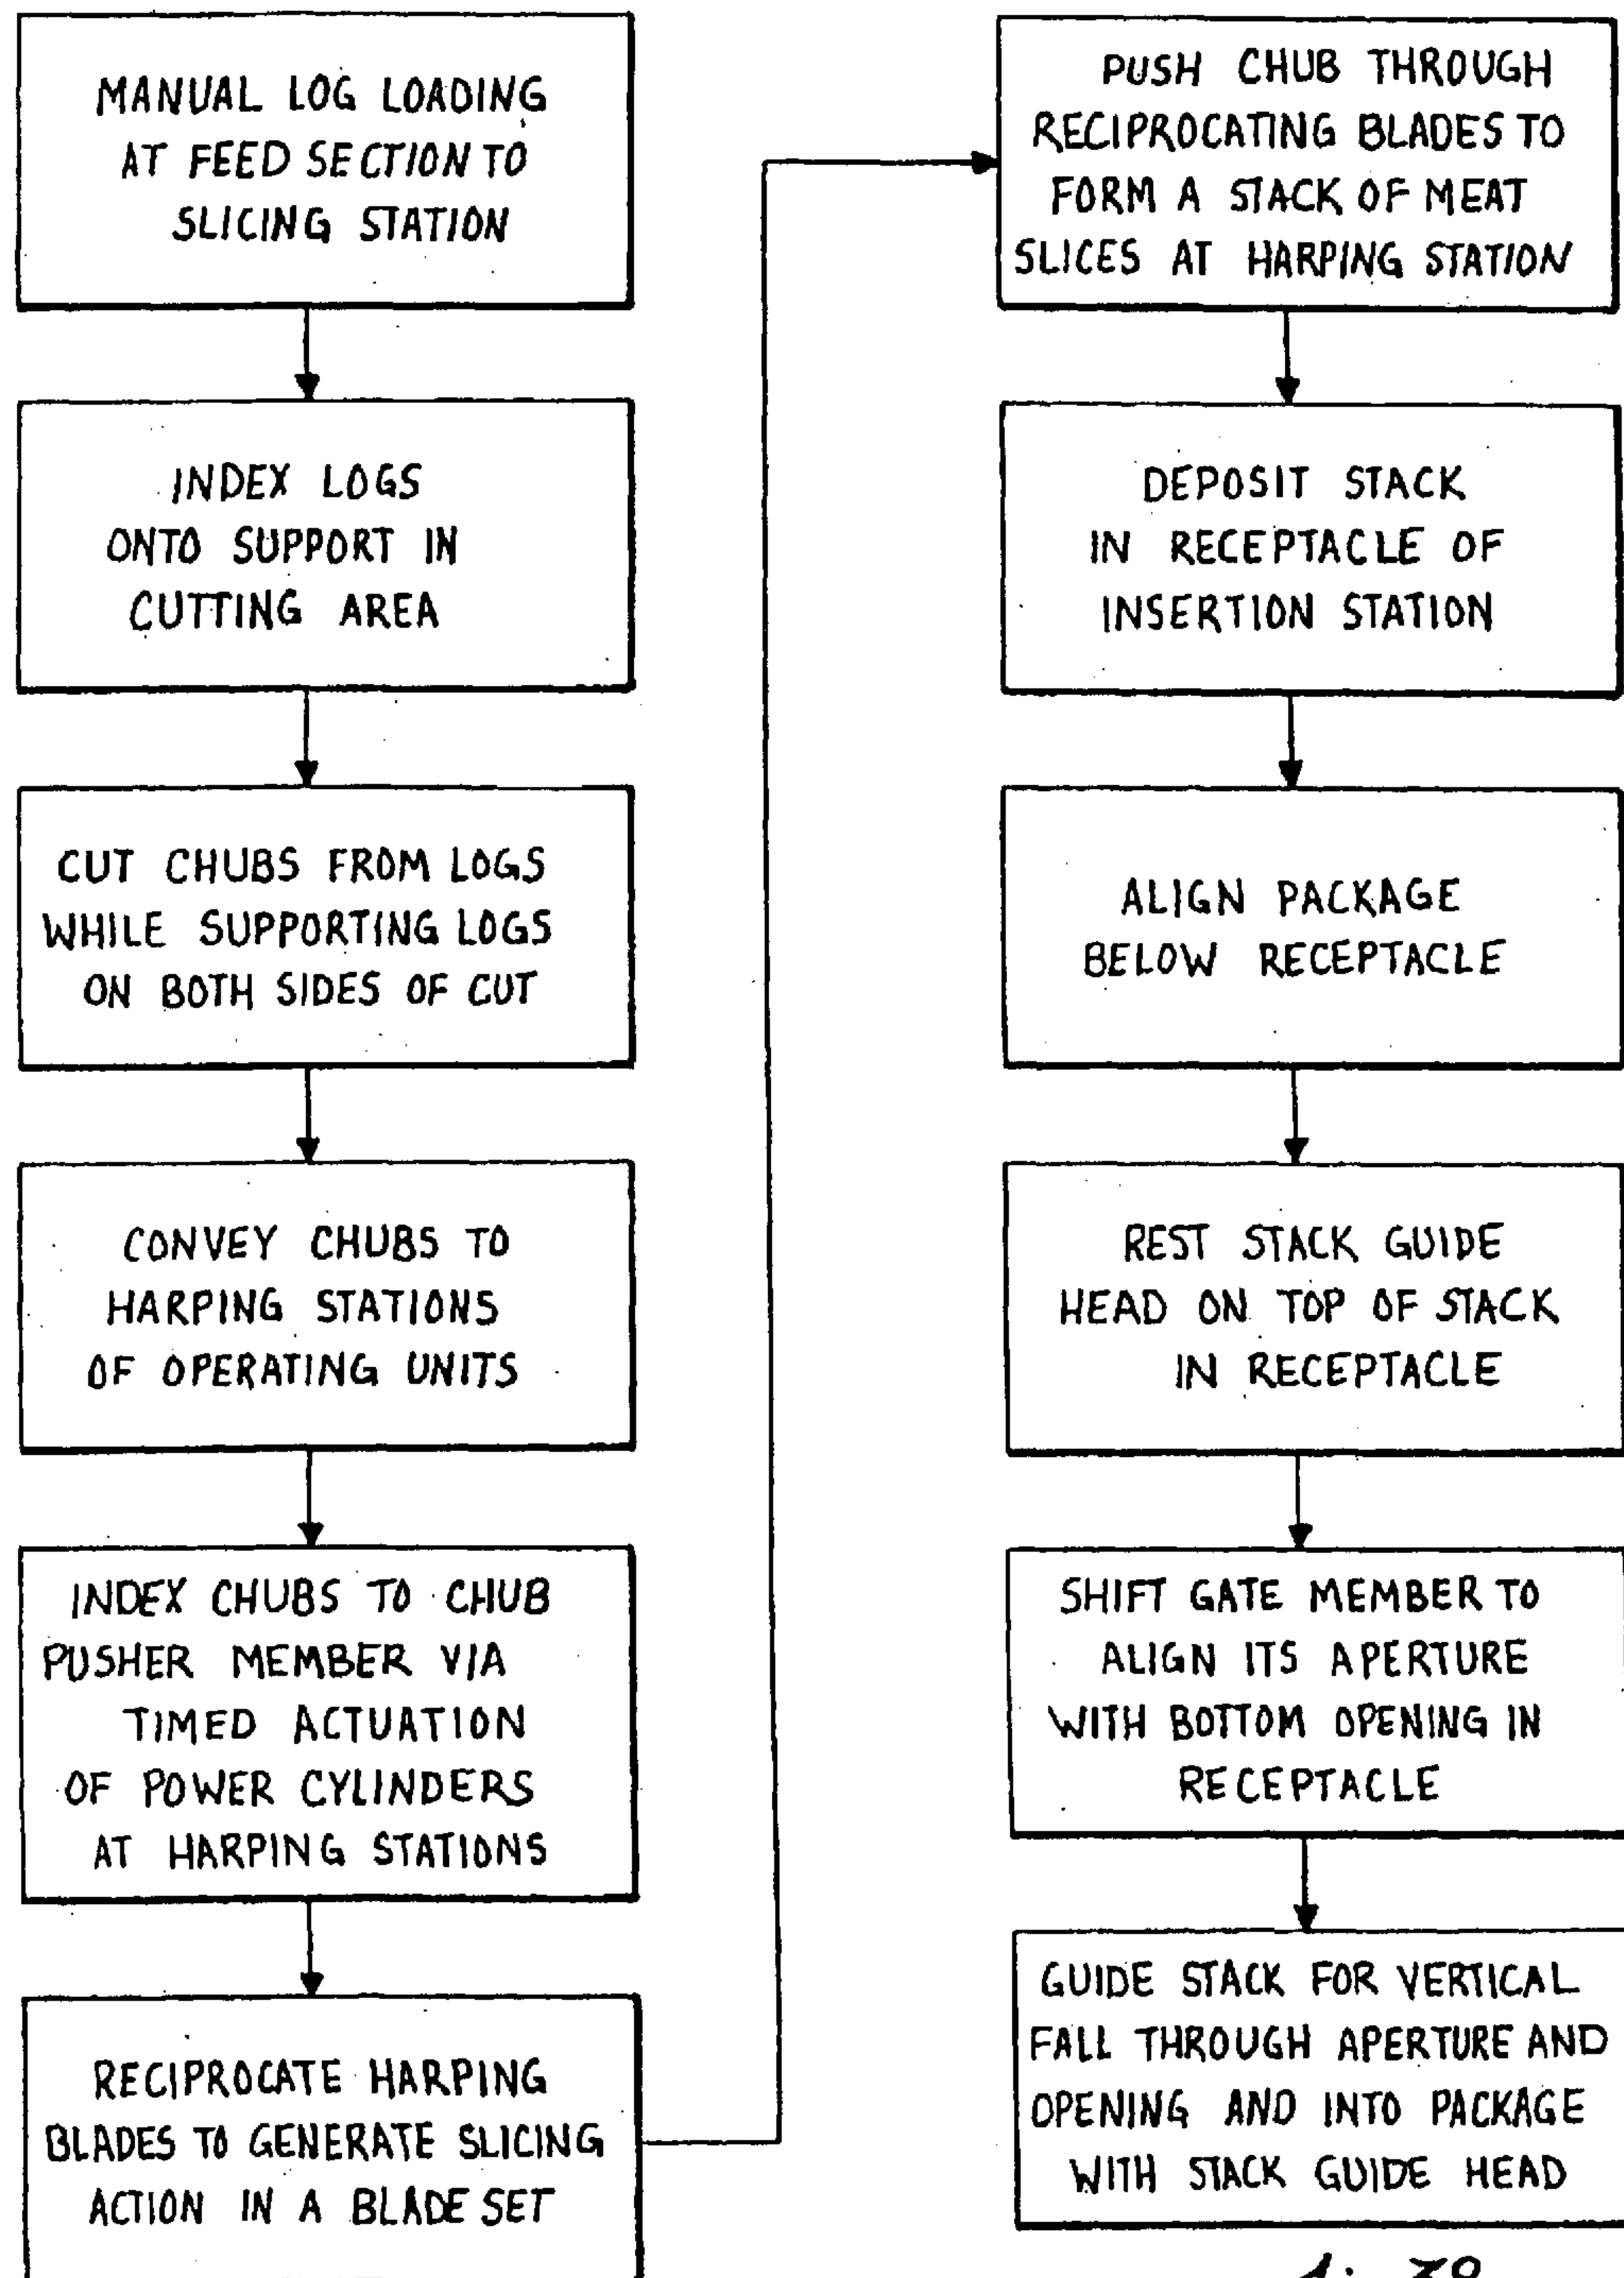 MANUAL LOG LOADING
AT FEED SECTION TO
SLICING STATION
INDEX LOGS
ONTO SUPPORT IN
CUTTING AREA
CUT CHUBS FROM LOGS
WHILE SUPPORTING LOGS
ON BOTH SIDES OF CUT
CONVEY CHUBS TO
HARPING STATIONS
OF OPERATING UNITS
INDEX CHUBS TO CHUB
PUSHER MEMBER VIA
TIMED ACTUATION
OF POWER CYLINDERS
AT HARPING STATIONS
RECIPROCATE HARPING
BLADES TO GENERATE SLICING
ACTION IN A BLADE SET
PUSH CHUB THROUGH
RECIPROCATING BLADES TO
FORM A STACK OF MEAT
SLICES AT HARPING STATION
DEPOSIT STACK
IN RECEPTACLE OF
INSERTION STATION
ALIGN PACKAGE
BELOW RECEPTACLE
REST STACK GUIDE
HEAD ON TOP OF STACK
IN RECEPTACLE
SHIFT GATE MEMBER TO
ALIGN ITS APERTURE
WITH BOTTOM OPENING IN
RECEPTACLE
GUIDE STACK FOR VERTICAL
FALL THROUGH APERTURE AND
OPENING AND INTO PACKAGE
WITH STACK GUIDE HEAD